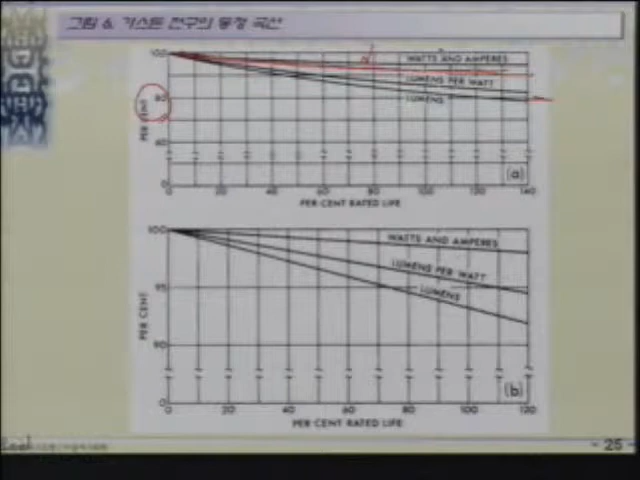 그림 & 가스든 전구의 동정 곡선
100
80
60
0
PER CENT
WATTS AND AMPERES
LUMENS PER WATT
LUMENS
(a)
0 20 40 60 80 100 120 140
PER CENT RATED LIFE
100
95
90
0
PER CENT
WATTS AND AMPERES
LUMENS PER WATT
LUMENS
(b)
0 20 40 60 80 100 120
PER CENT RATED LIFE
25